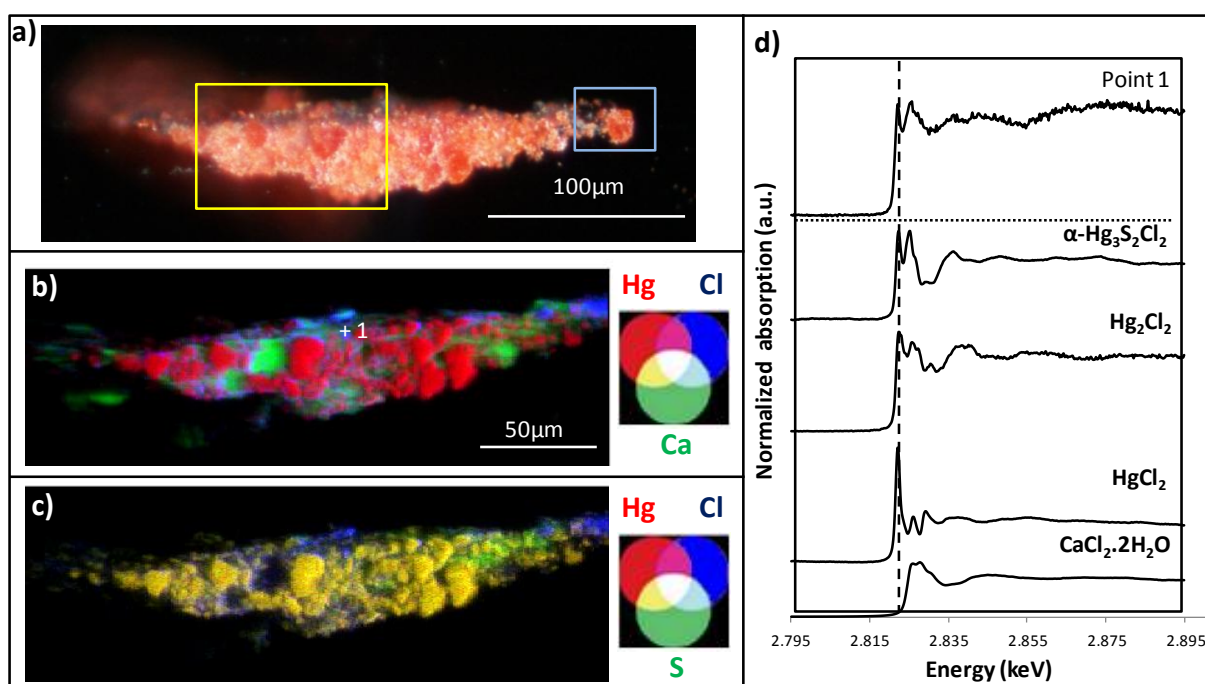 a)
100µm
b)
+ 1
50µm
Hg Cl
Ca
c)
Hg Cl
S
d)
Normalized absorption (a.u.)
Point 1
α-Hg₃S₂Cl₂
Hg₂Cl₂
HgCl₂
CaCl₂.2H₂O
2.795 2.815 2.835 2.855 2.875 2.895
Energy (keV)